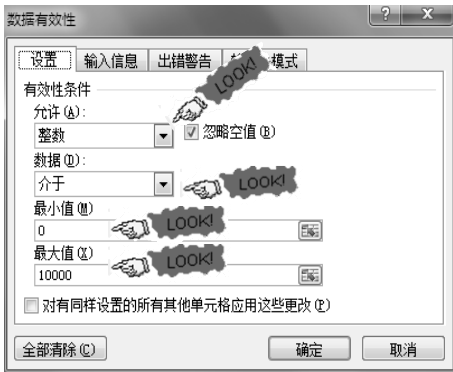 数据有效性
设置 输入信息 出错警告 模式
LOOK!
有效性条件
允许(A):
整数 忽略空值(B)
数据(D):
介于
LOOK!
最小值(M)
0
LOOK!
最大值(X)
10000
LOOK!
对有同样设置的所有其他单元格应用这些更改(P)
全部清除(C) 确定 取消